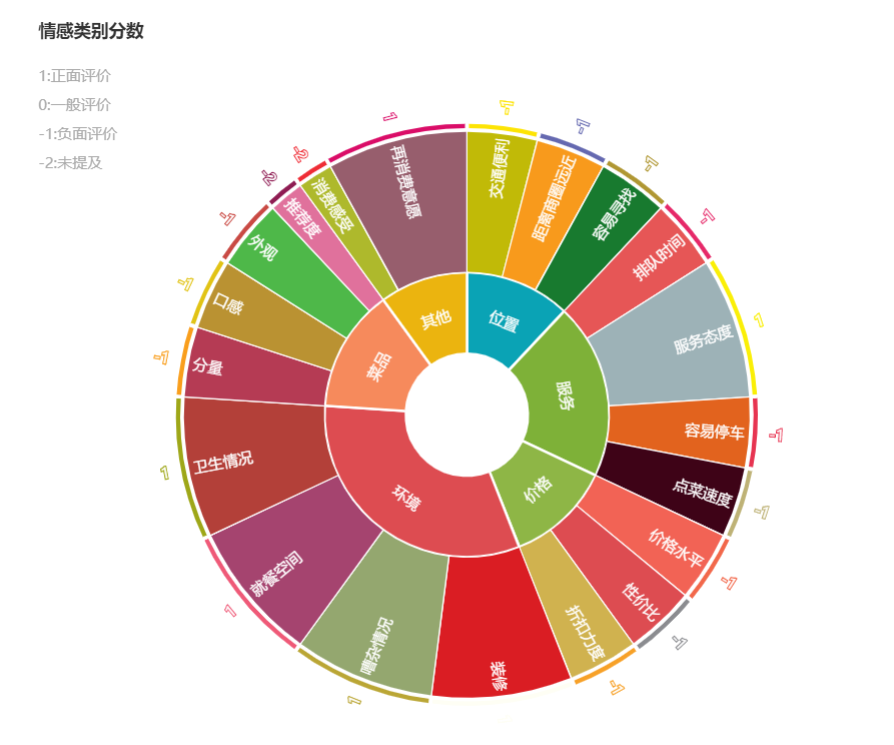 情感类别分数
1:正面评价
0:一般评价
-1:负面评价
-2:未提及
位置
交通便利
-1
距离商圈远近
-1
容易寻找
-1
服务
排队时间
-1
服务态度
1
容易停车
-1
点菜速度
-1
价格
价格水平
-1
性价比
-1
折扣力度
-1
环境
装修
嘈杂情况
1
就餐空间
1
卫生情况
1
菜品
分量
-1
口感
-1
外观
-1
推荐度
-2
其他
消费感受
-2
再消费意愿
1